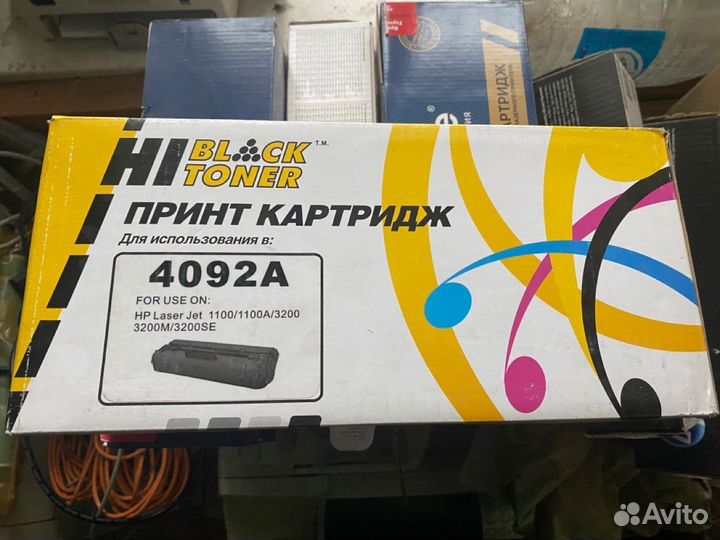 КАРТРИДЖ
HI BLACK TONER T.M.
ПРИНТ КАРТРИДЖ
Для использования в:
4092A
FOR USE ON:
HP Laser Jet 1100/1100A/3200
3200M/3200SE
Avito